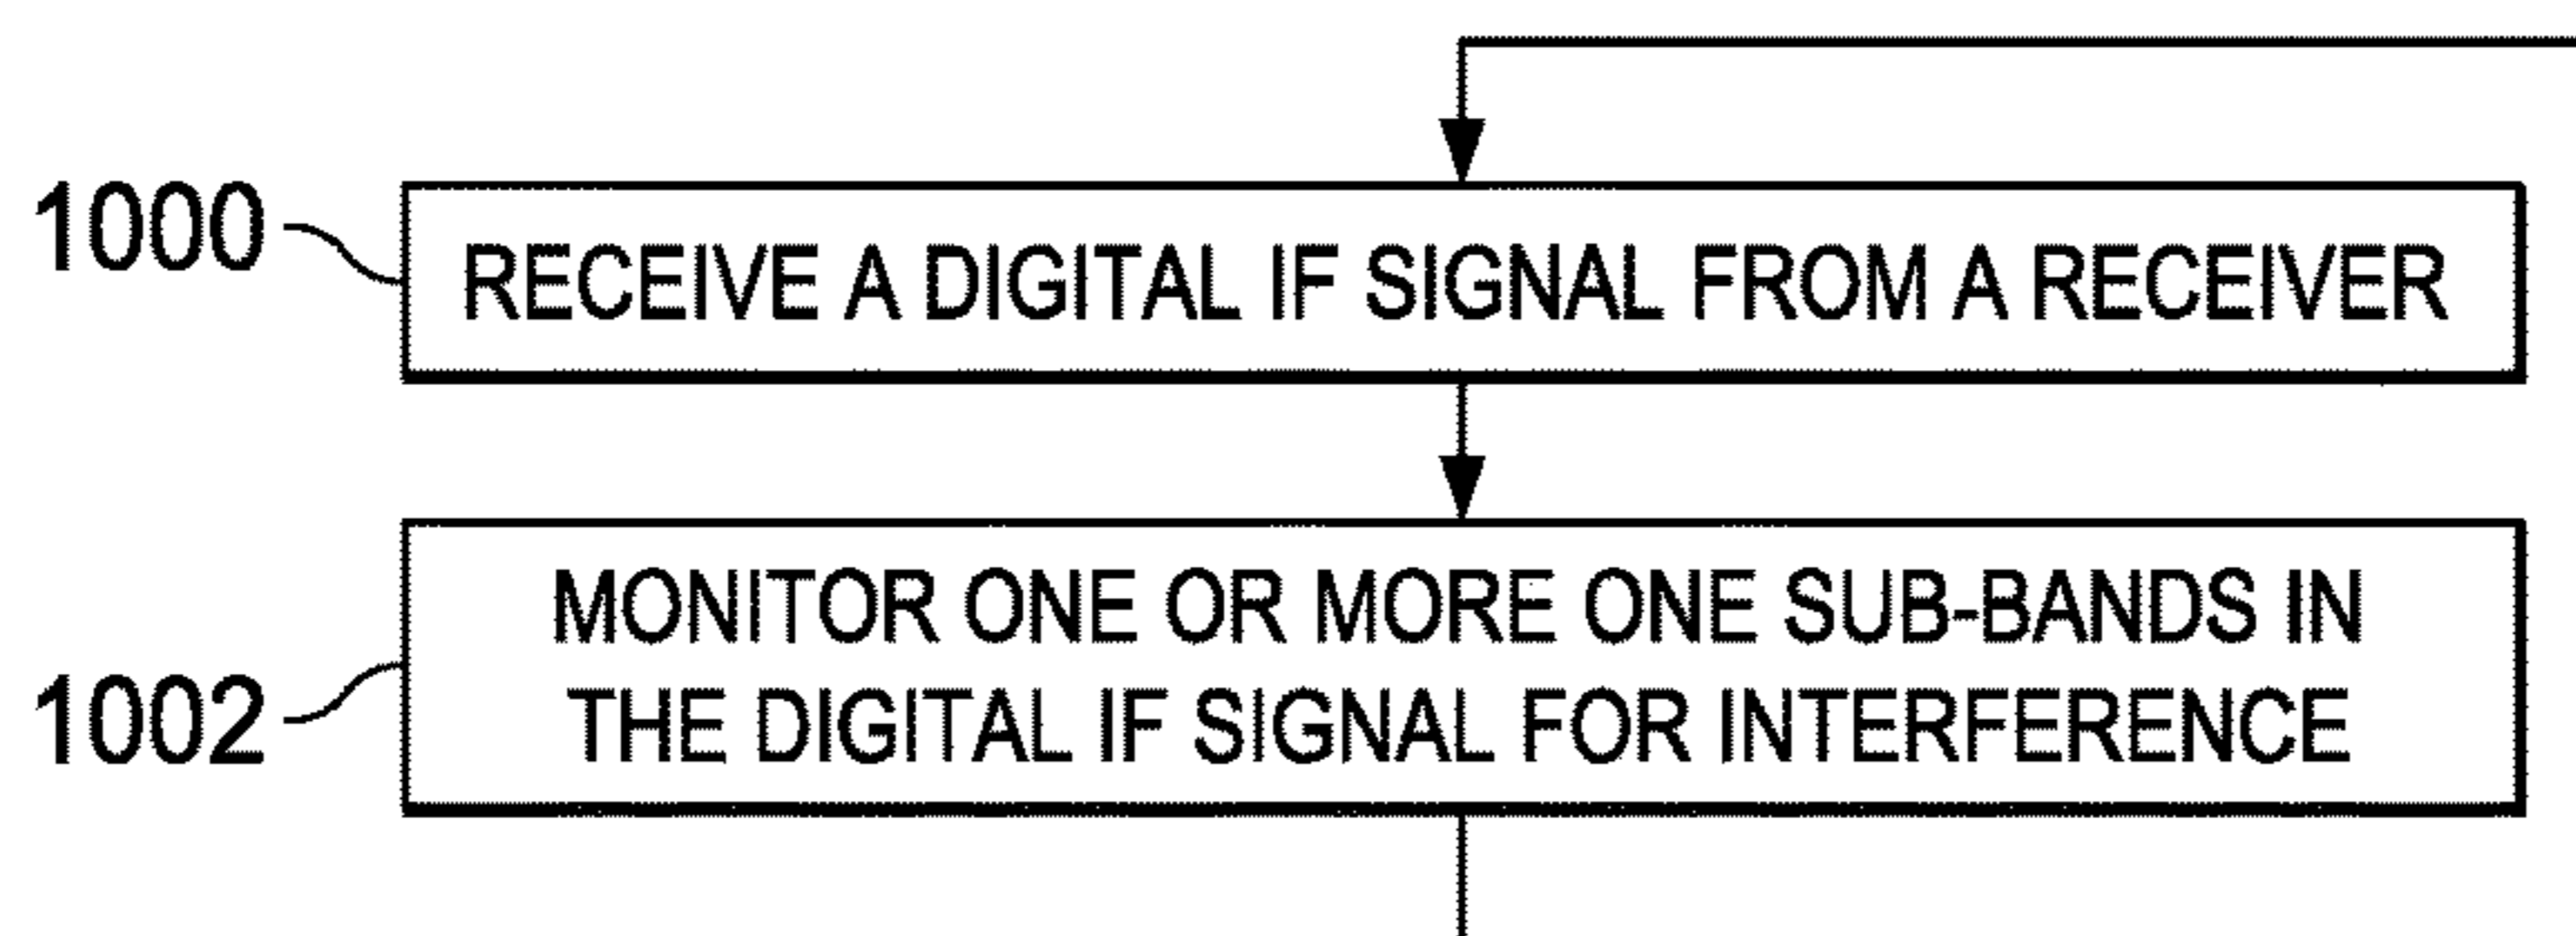 1000
RECEIVE A DIGITAL IF SIGNAL FROM A RECEIVER
MONITOR ONE OR MORE ONE SUB-BANDS IN
THE DIGITAL IF SIGNAL FOR INTERFERENCE
1002